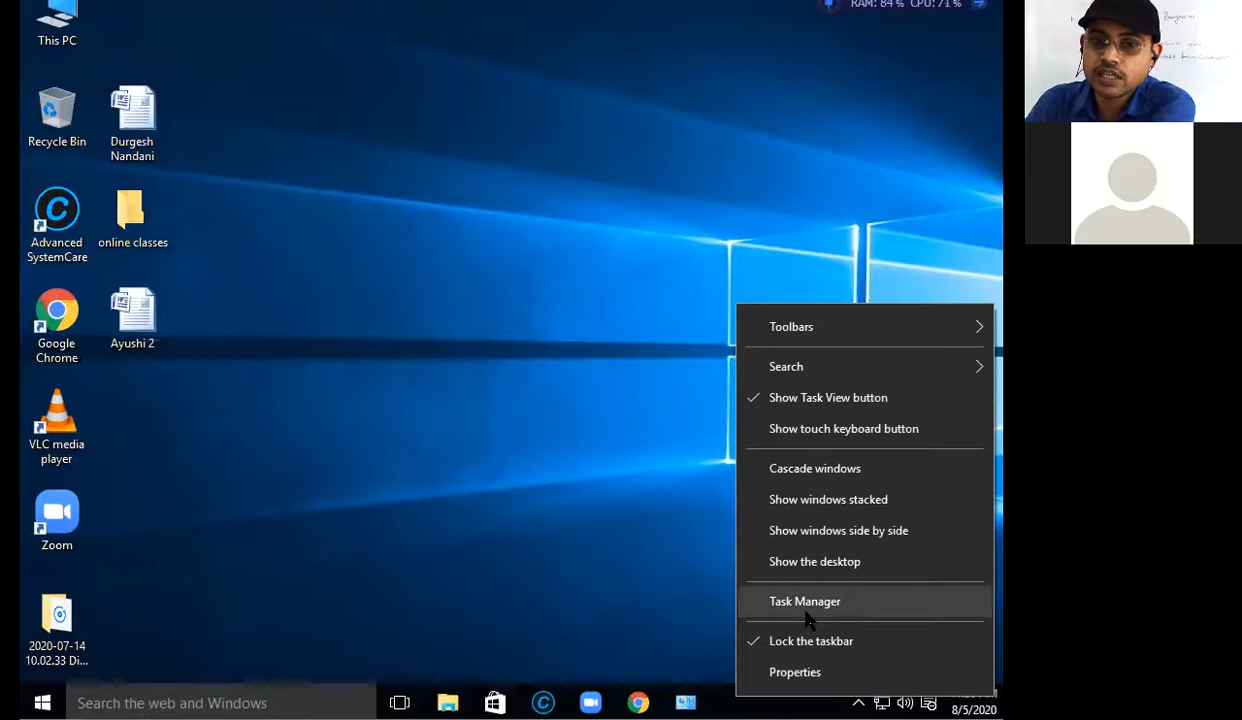 RAM: 84 % CPU: 71 %
This PC
Recycle Bin
Durgesh
Nandani
Advanced
SystemCare
online classes
Google
Chrome
Ayushi 2
VLC media
player
Zoom
2020-07-14
10.02.33 Di...
Toolbars
Search
Show Task View button
Show touch keyboard button
Cascade windows
Show windows stacked
Show windows side by side
Show the desktop
Task Manager
Lock the taskbar
Properties
Search the web and Windows
8/5/2020